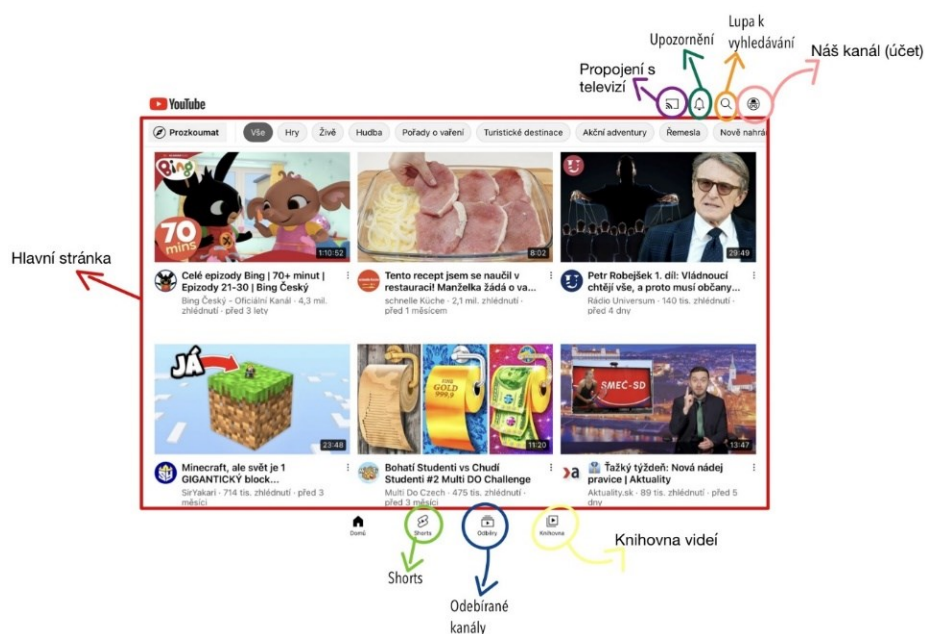 Lupa k
vyhledávání
Upozornění
Náš kanál (účet)
Propojení s
televizí
YouTube
Prozkoumat Vše Hry Živě Hudba Pořady o vaření Turistické destinace Akční adventury Řemesla Nově nahrá
Bing
70
mins
1:10:52
8:02
29:49
Hlavní stránka
Celé epizody Bing | 70+ minut |
Epizody 21-30 | Bing Český
Bing Český - Oficiální Kanál · 4,3 mil.
zhlédnutí · před 3 lety
Tento recept jsem se naučil v
restauraci! Manželka žádá o va...
schnelle Küche · 2,1 mil. zhlédnutí ·
před 1 měsícem
Petr Robejšek 1. díl: Vládnoucí
chtějí vše, a proto musí občany...
Rádio Universum · 140 tis. zhlédnutí ·
před 4 dny
JÁ
23:48
FINE
GOLD
999,9
11:20
SMEČ-SD
13:47
Minecraft, ale svět je 1
GIGANTICKÝ block...
SirYakari · 714 tis. zhlédnutí · před 3
měsíci
Bohatí Studenti vs Chudí
Studenti #2 Multi DO Challenge
Multi Do Czech · 475 tis. zhlédnutí ·
před 5 měsíci
Ťažký týždeň: Nová nádej
pravice | Aktuality
Aktuality.sk · 89 tis. zhlédnutí · před 5
dny
Domů Shorts Odběry Knihovna
Knihovna videí
Shorts
Odebírané
kanály